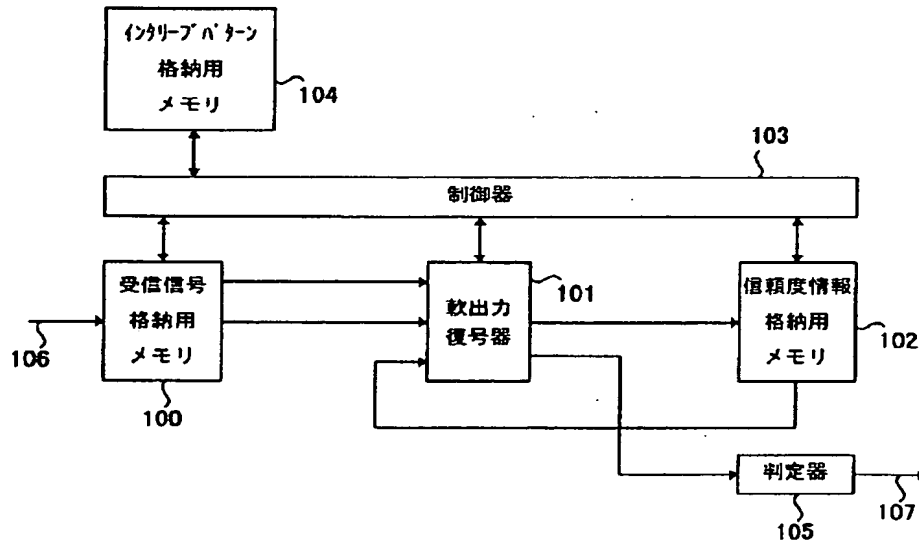 インタリーブパターン
格納用
メモリ
104
103
制御器
受信信号
格納用
メモリ
106
100
軟出力
復号器
101
信頼度情報
格納用
メモリ
102
判定器
105
107